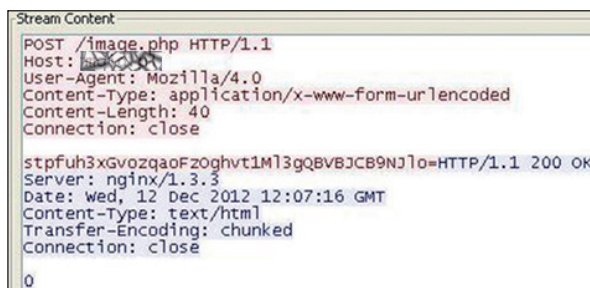 Stream Content
POST /image.php HTTP/1.1
Host:
User-Agent: Mozilla/4.0
Content-Type: application/x-www-form-urlencoded
Content-Length: 40
Connection: close
stpfuh3xGvozqaoFzOghvt1Ml3gQBVBJCB9NJlo=HTTP/1.1 200 OK
Server: nginx/1.3.3
Date: Wed, 12 Dec 2012 12:07:16 GMT
Content-Type: text/html
Transfer-Encoding: chunked
Connection: close
0